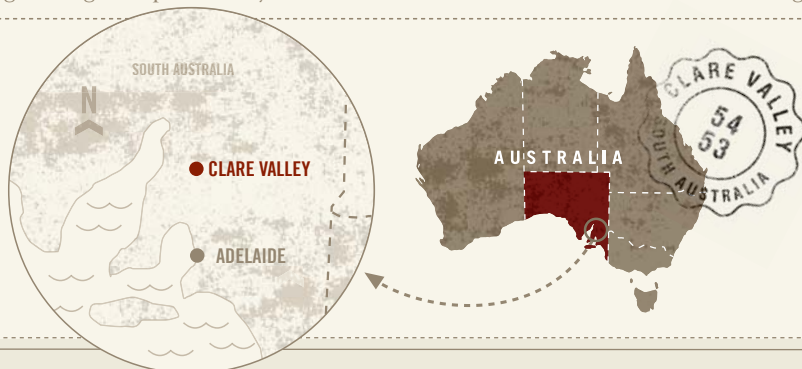 SOUTH AUSTRALIA
N
CLARE VALLEY
ADELAIDE
AUSTRALIA
CLARE VALLEY
54
53
SOUTH AUSTRALIA